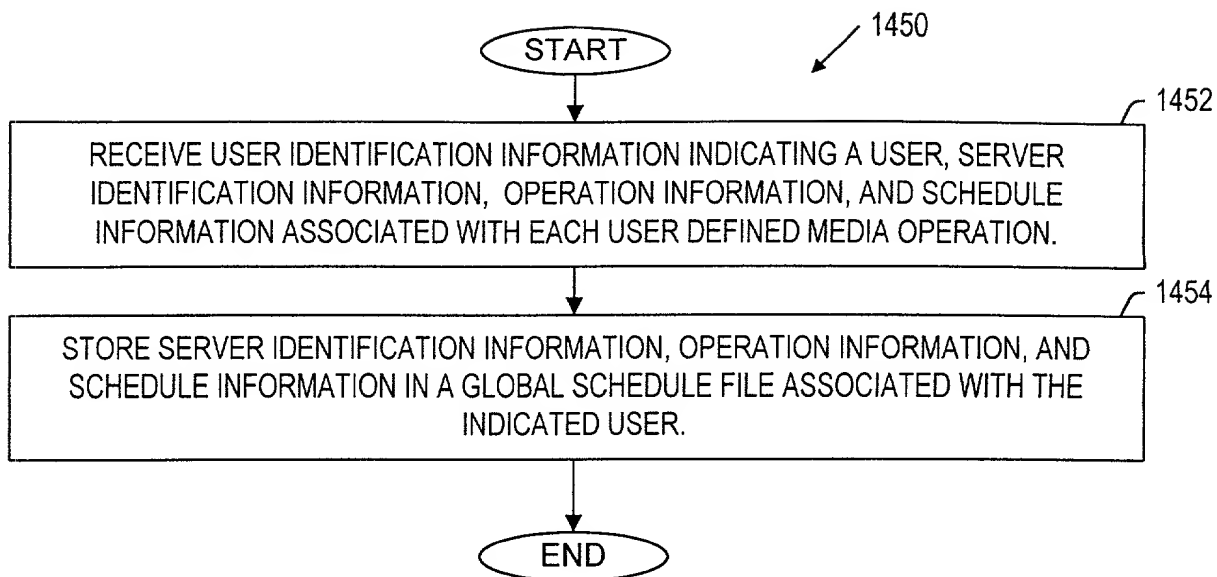 1450
START
1452
RECEIVE USER IDENTIFICATION INFORMATION INDICATING A USER, SERVER
IDENTIFICATION INFORMATION, OPERATION INFORMATION, AND SCHEDULE
INFORMATION ASSOCIATED WITH EACH USER DEFINED MEDIA OPERATION.
1454
STORE SERVER IDENTIFICATION INFORMATION, OPERATION INFORMATION, AND
SCHEDULE INFORMATION IN A GLOBAL SCHEDULE FILE ASSOCIATED WITH THE
INDICATED USER.
END